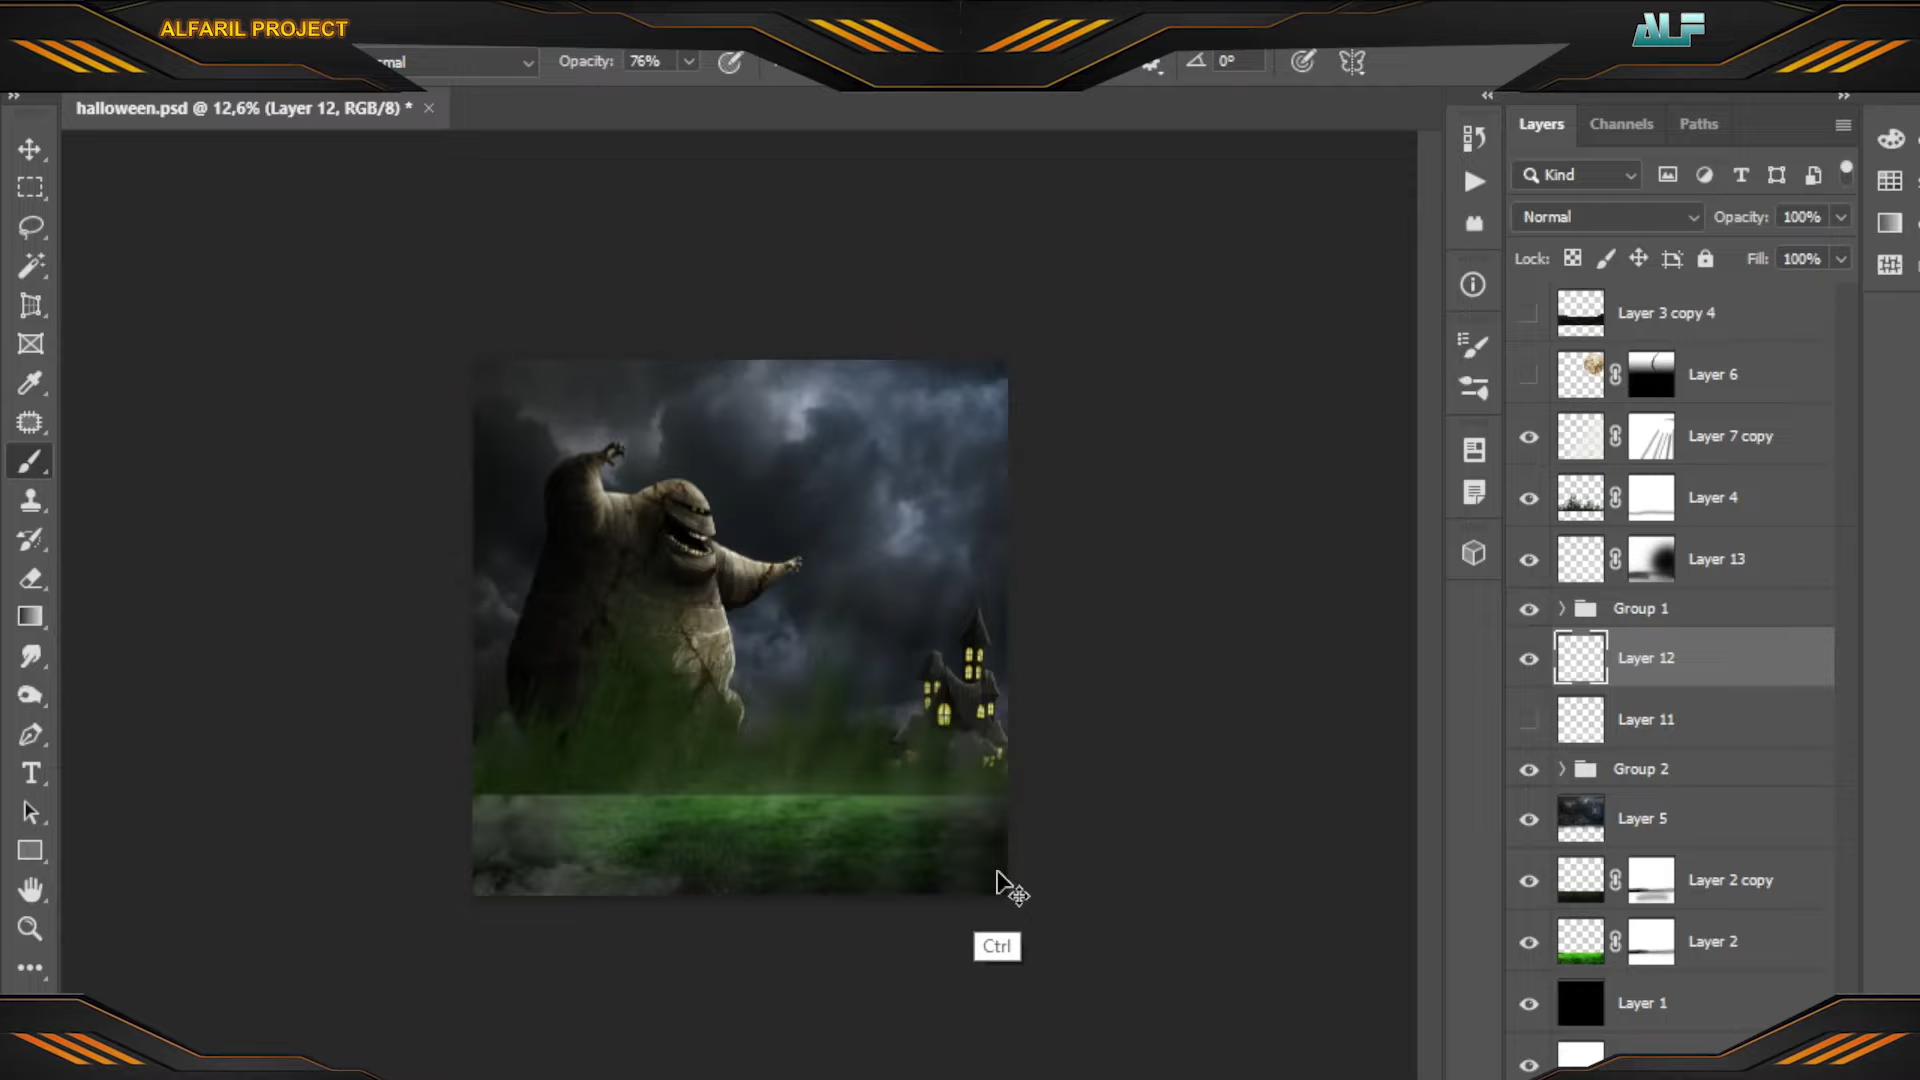 ALFARIL PROJECT
ALF
mal
Opacity: 76%
0°
halloween.psd @ 12,6% (Layer 12, RGB/8) *
Layers
Channels
Paths
Kind
Normal
Opacity: 100%
Lock:
Fill: 100%
Layer 3 copy 4
Layer 6
Layer 7 copy
Layer 4
Layer 13
Group 1
Layer 12
Layer 11
Group 2
Layer 5
Layer 2 copy
Layer 2
Layer 1
Ctrl